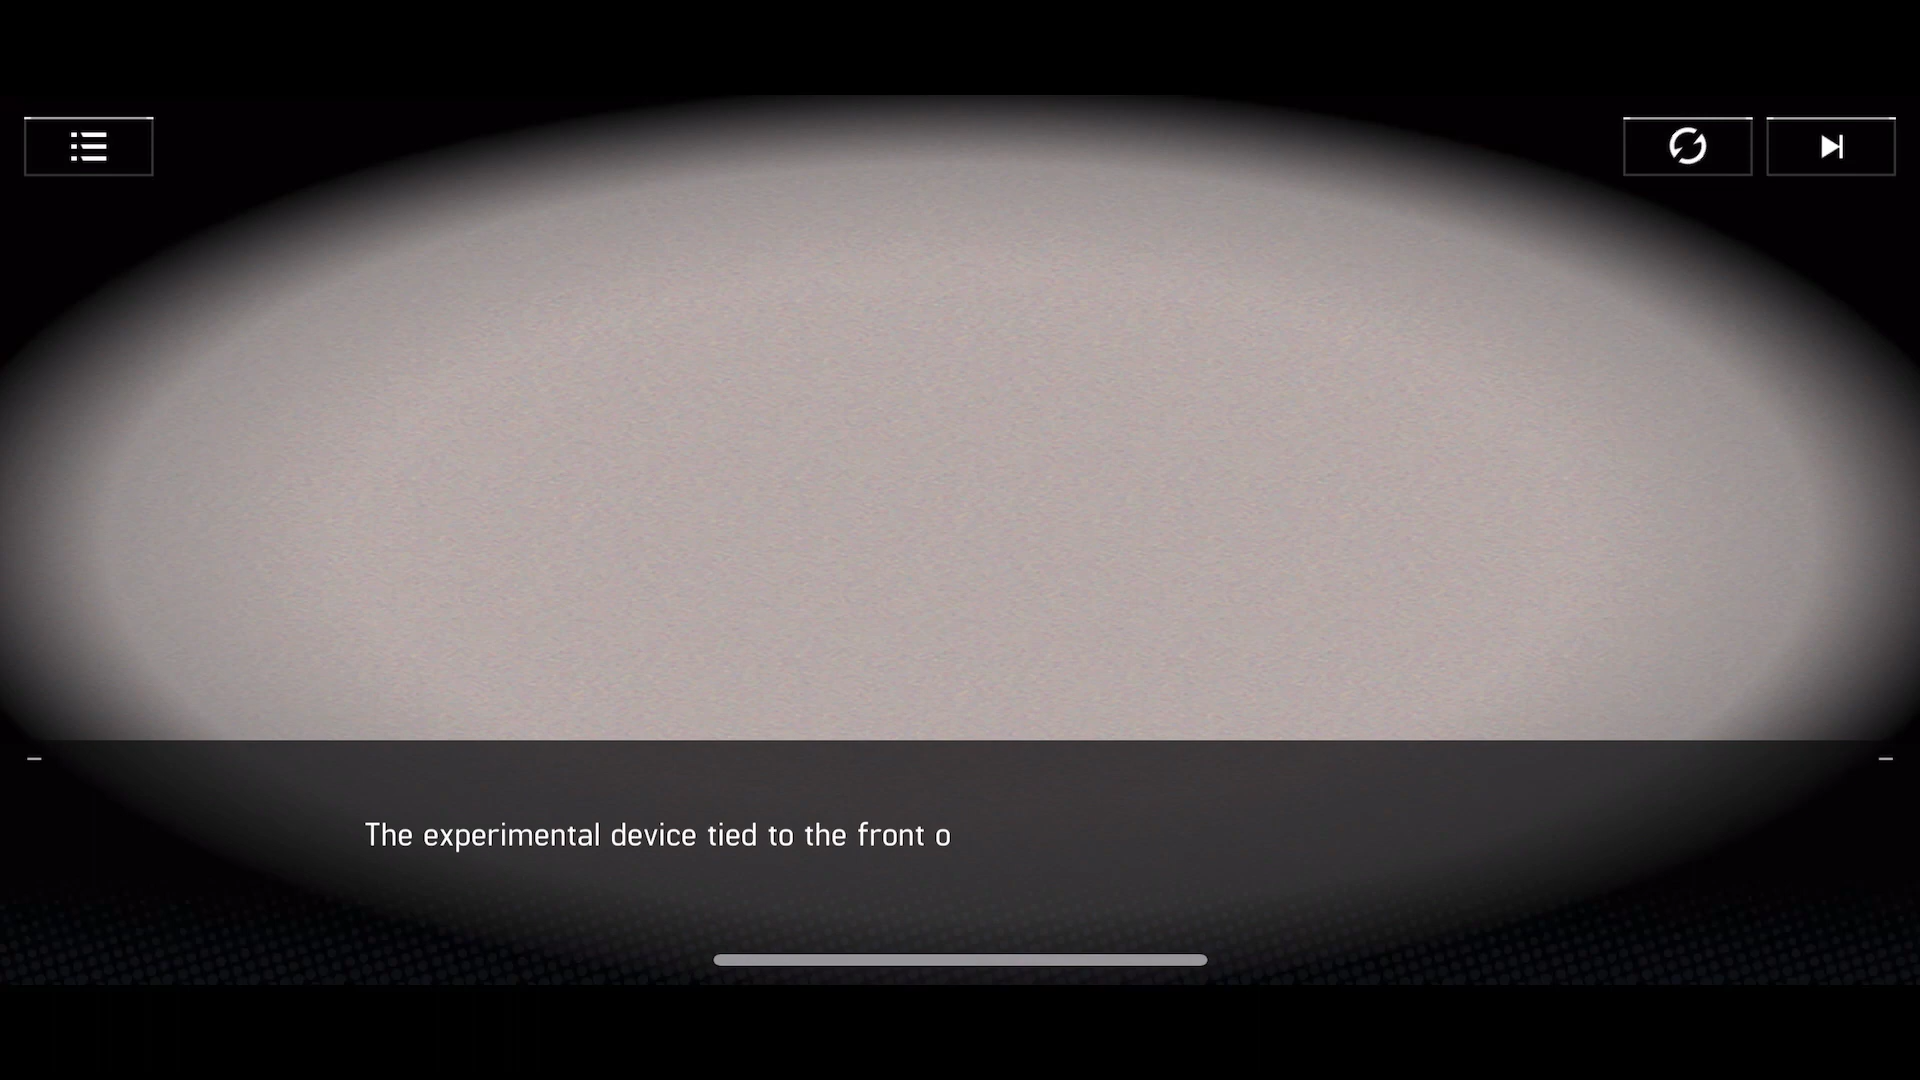 The experimental device tied to the front o